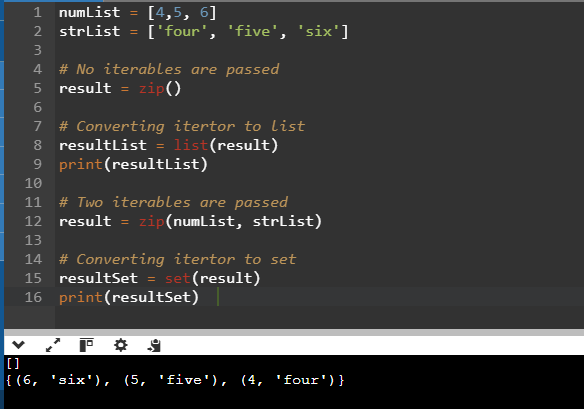 1 numList = [4,5, 6]
2 strList = ['four', 'five', 'six']
3
4 # No iterables are passed
5 result = zip()
6
7 # Converting itertor to list
8 resultList = list(result)
9 print(resultList)
10
11 # Two iterables are passed
12 result = zip(numList, strList)
13
14 # Converting itertor to set
15 resultSet = set(result)
16 print(resultSet)
[]
{(6, 'six'), (5, 'five'), (4, 'four')}